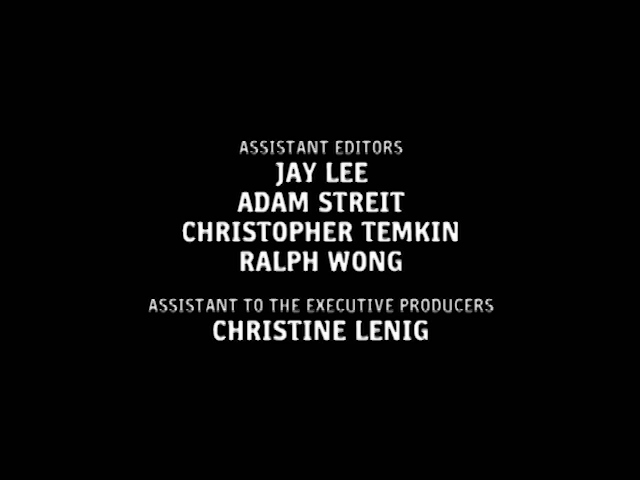 ASSISTANT EDITORS
JAY LEE
ADAM STREIT
CHRISTOPHER TEMKIN
RALPH WONG
ASSISTANT TO THE EXECUTIVE PRODUCERS
CHRISTINE LENIG